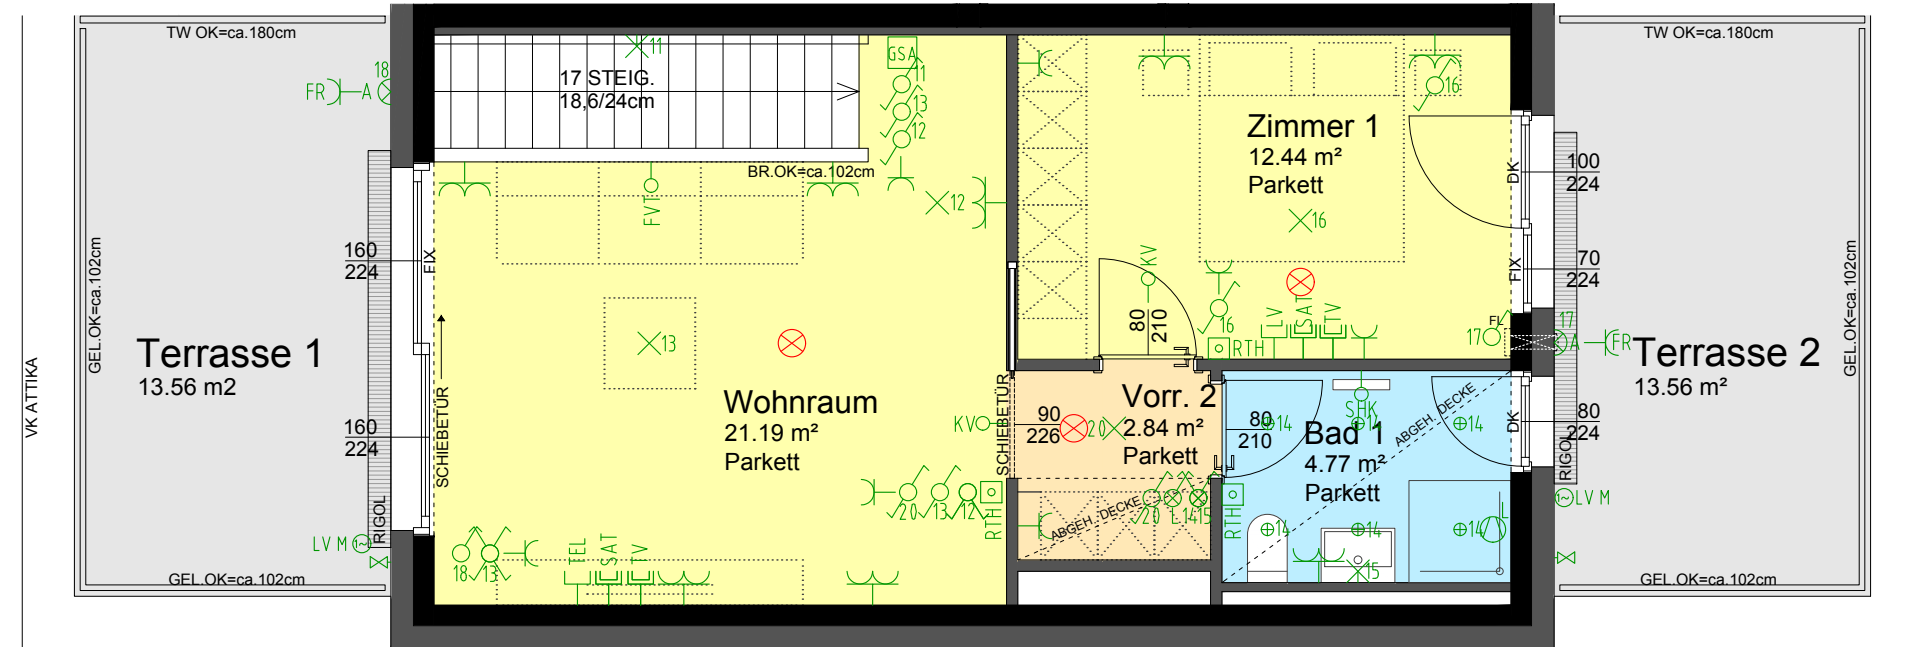 TW OK=ca.180cm
GEL.OK=ca.102cm
VK ATTIKA
Terrasse 1
13.56 m2
GEL.OK=ca.102cm
RIGOL
LV M
18
FR
A
160
224
FIX
160
224
SCHIEBETÜR
11
17 STEIG.
18,6/24cm
BR.OK=ca.102cm
GSA
11
13
12
FVT
12
13
Wohnraum
21.19 m²
Parkett
KV
20
13
12
RTH
18
13
TEL
SAT
TV
SCHIEBETÜR
90
226
20
Vorr. 2
2.84 m²
Parkett
ABGEH. DECKE
20
L14
15
Zimmer 1
12.44 m²
Parkett
16
16
KV
80
210
16
RTH
LV
SAT
TV
DK
100
224
FIX
70
224
FL
17
17
A
FR
80
210
14
SHK
14
14
Bad 1
4.77 m²
Parkett
ABGEH. DECKE
RTH
14
14
14
L
15
DK
80
224
RIGOL
LV M
TW OK=ca.180cm
GEL.OK=ca.102cm
Terrasse 2
13.56 m²
GEL.OK=ca.102cm